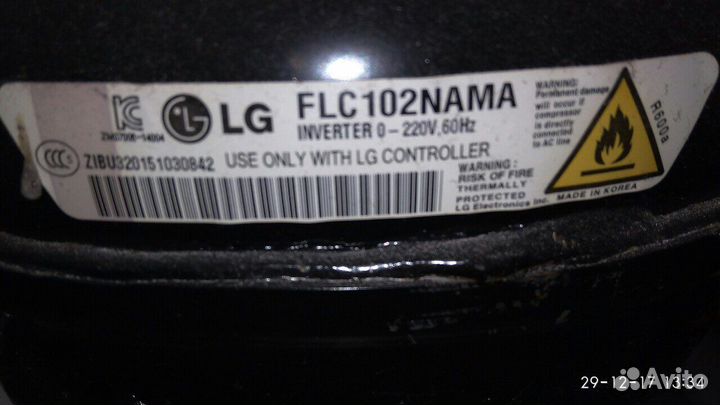 LG FLC102NAMA
INVERTER 0 – 220V, 60Hz
ZIBU320151030842 USE ONLY WITH LG CONTROLLER
CCC
WARNING :
RISK OF FIRE
THERMALLY
PROTECTED
LG Electronics Inc.
WARNING:
Permanent damage
will occur if
compressor
is directly
connected
to AC line
R600a
MADE IN KOREA
29-12-17 13:34
Avito